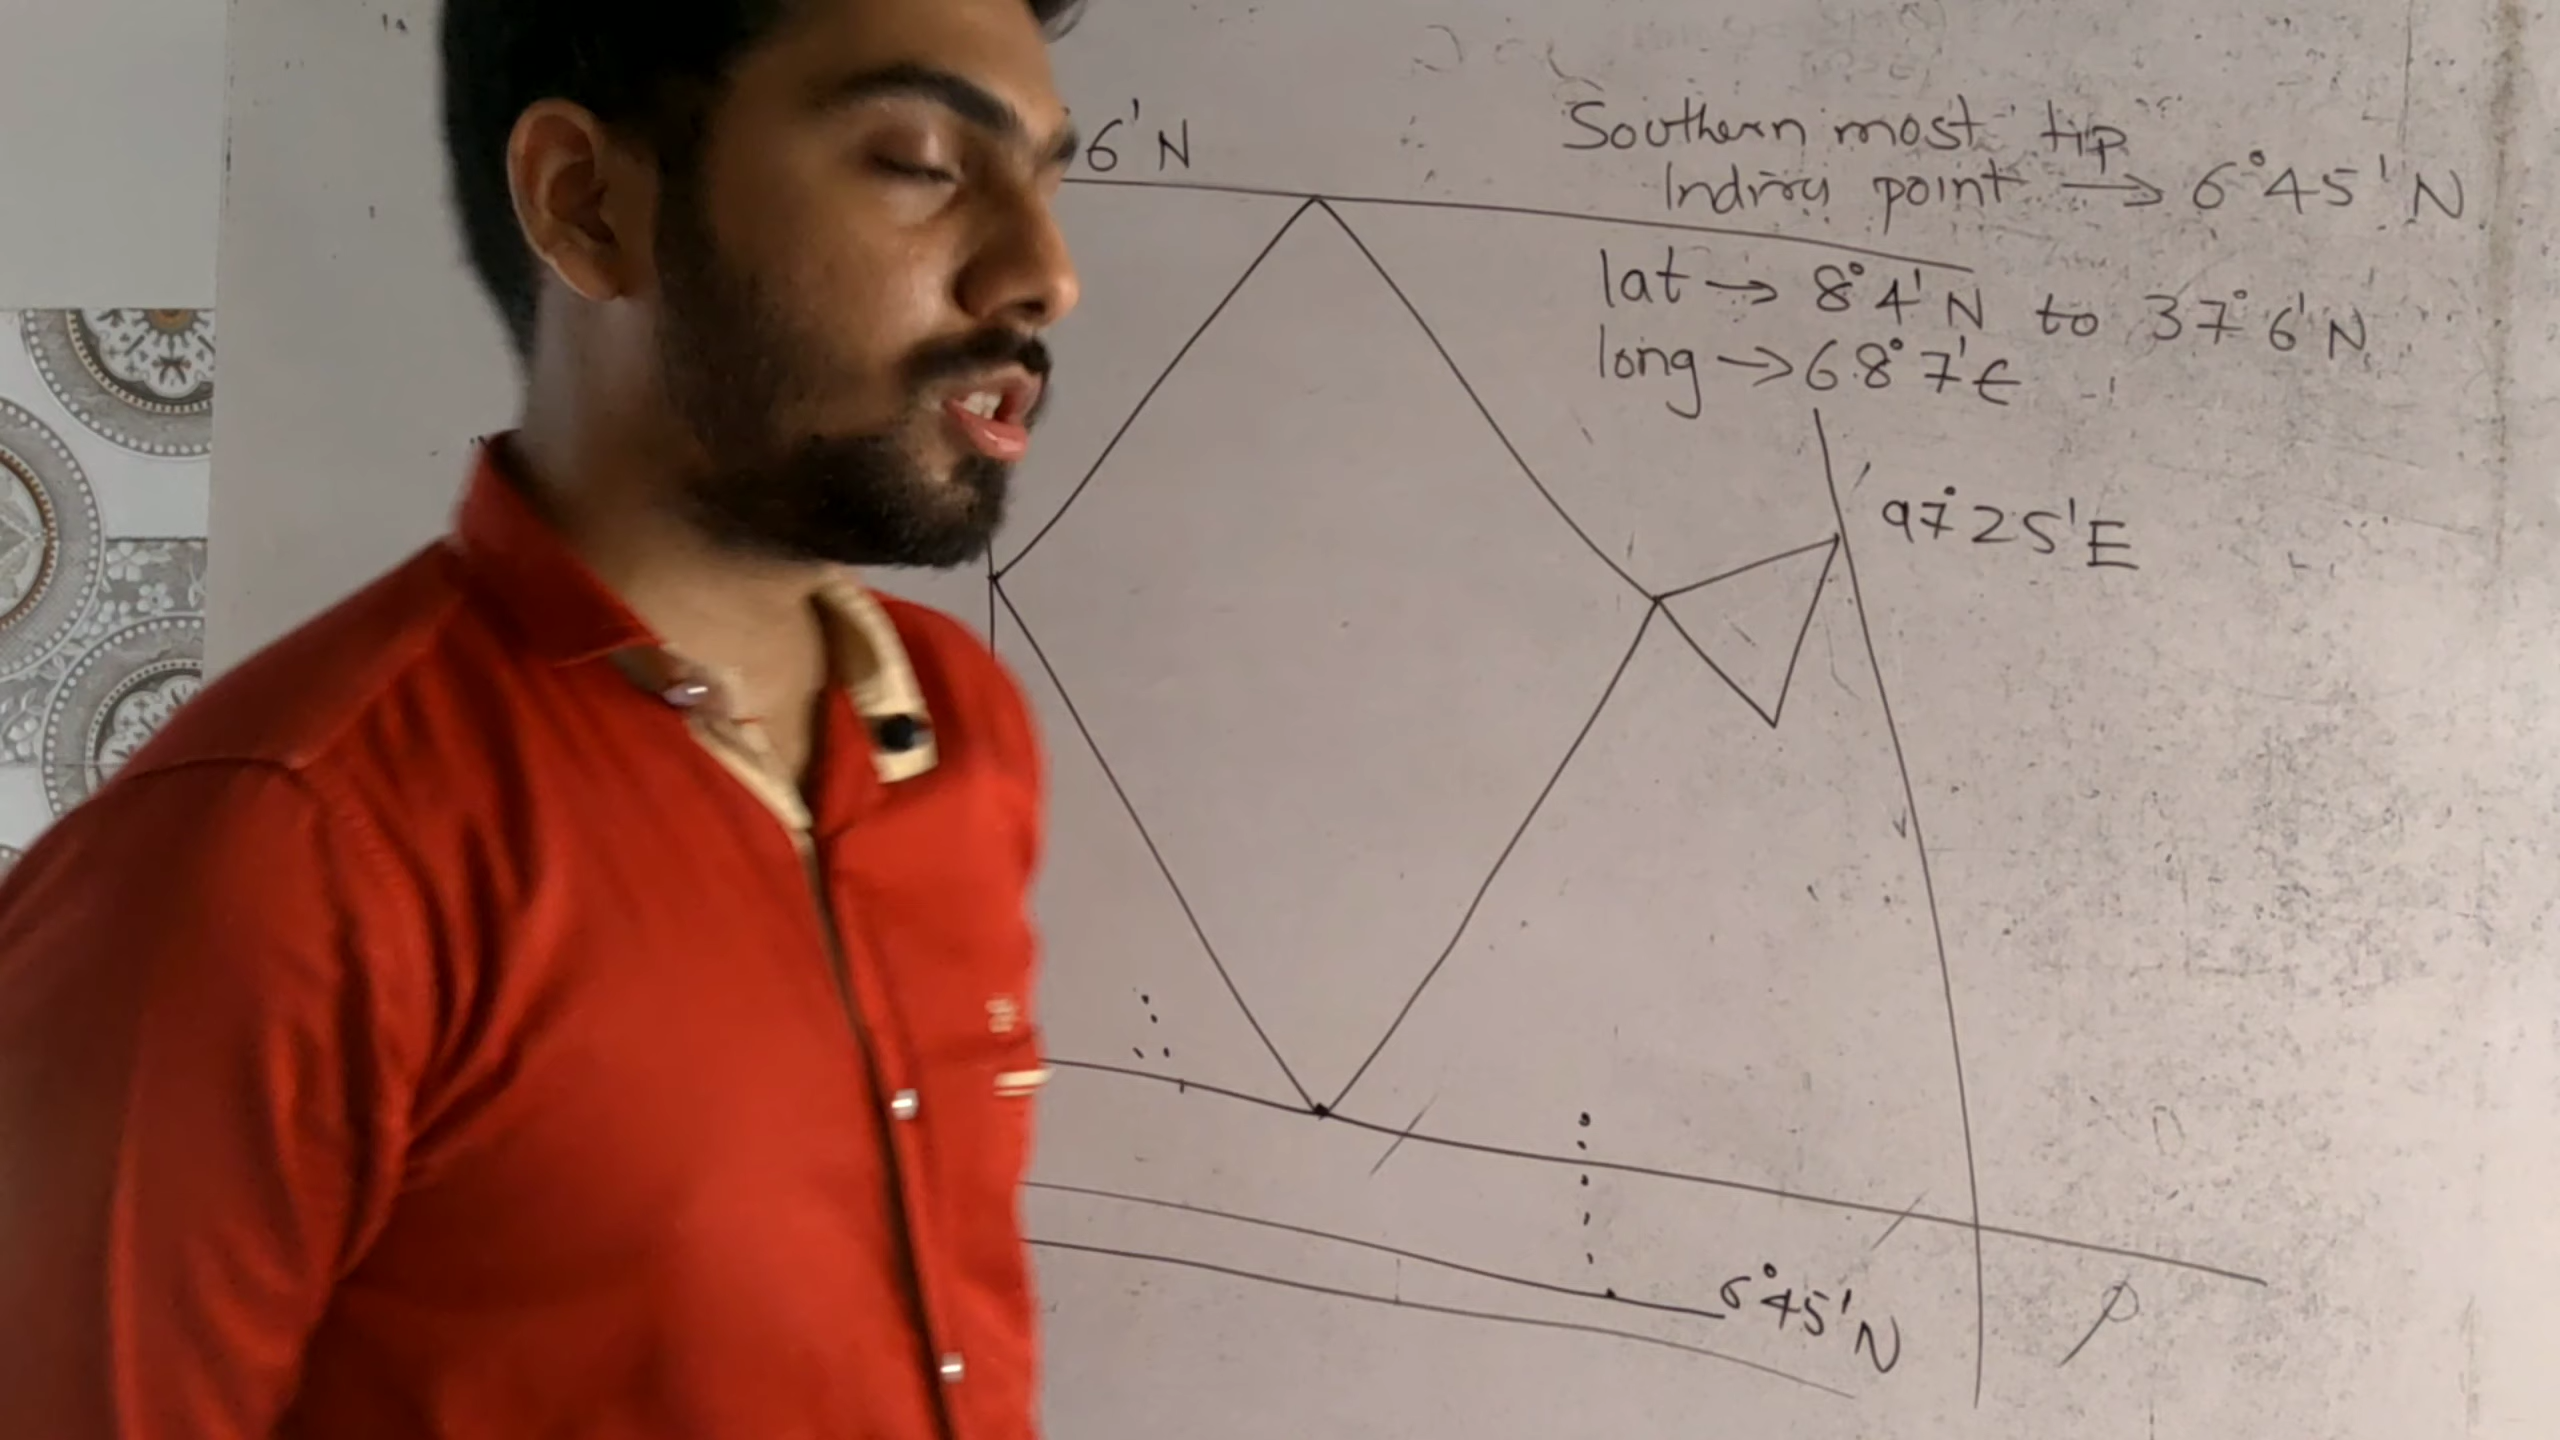 6'N
Southern most tip
Indira point → 6°45'N
lat → 8°4'N to 37°6'N
long → 68°7'E
97°25'E
6°45'N